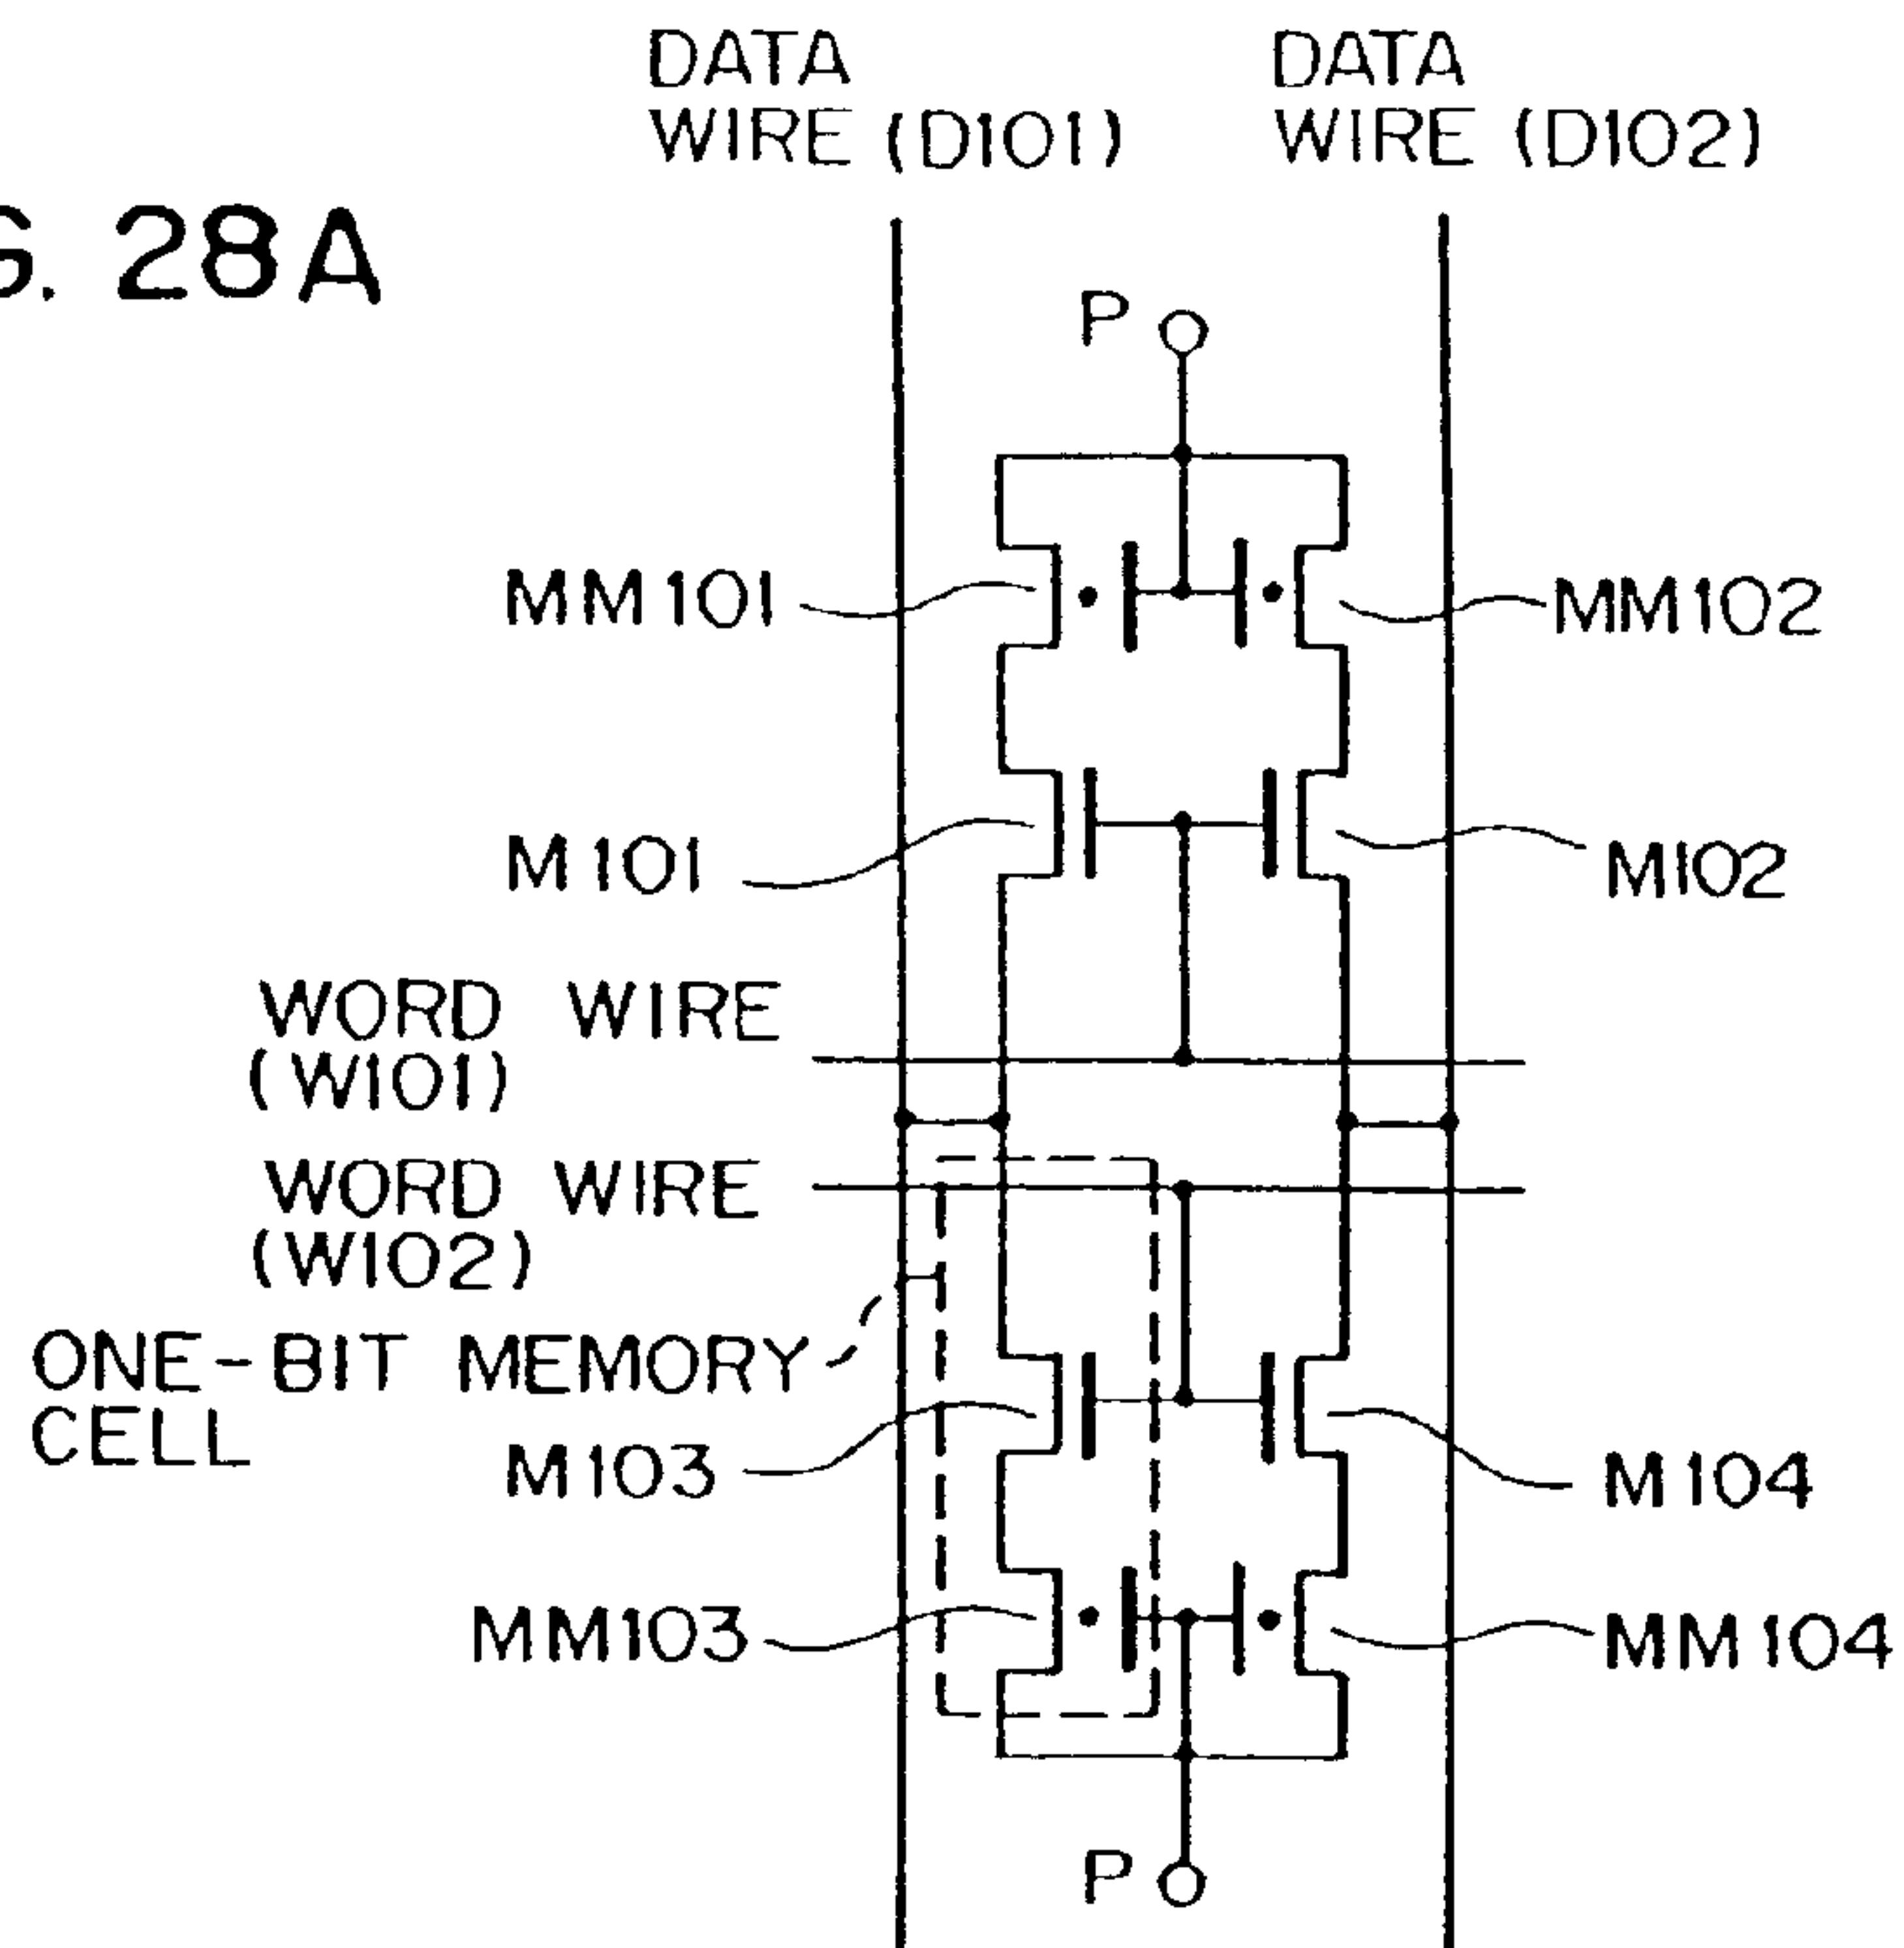 DATA
WIRE (D101)
DATA
WIRE (D102)
G. 28A
P
MM101
MM102
M101
M102
WORD WIRE
(W101)
WORD WIRE
(W102)
ONE-BIT MEMORY
CELL
M103
M104
MM103
MM104
P